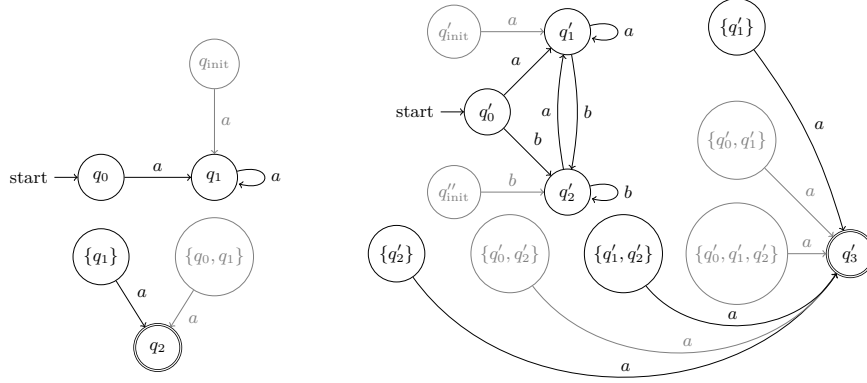 q_init
a
start
q_0
a
q_1
a
{q_1}
{q_0, q_1}
a
a
q_2
q'_init
a
q'_1
a
{q'_1}
a
start
q'_0
a
b
a
b
{q'_0, q'_1}
a
a
q''_init
b
q'_2
b
{q'_2}
{q'_0, q'_2}
{q'_1, q'_2}
{q'_0, q'_1, q'_2}
a
q'_3
a
a
a